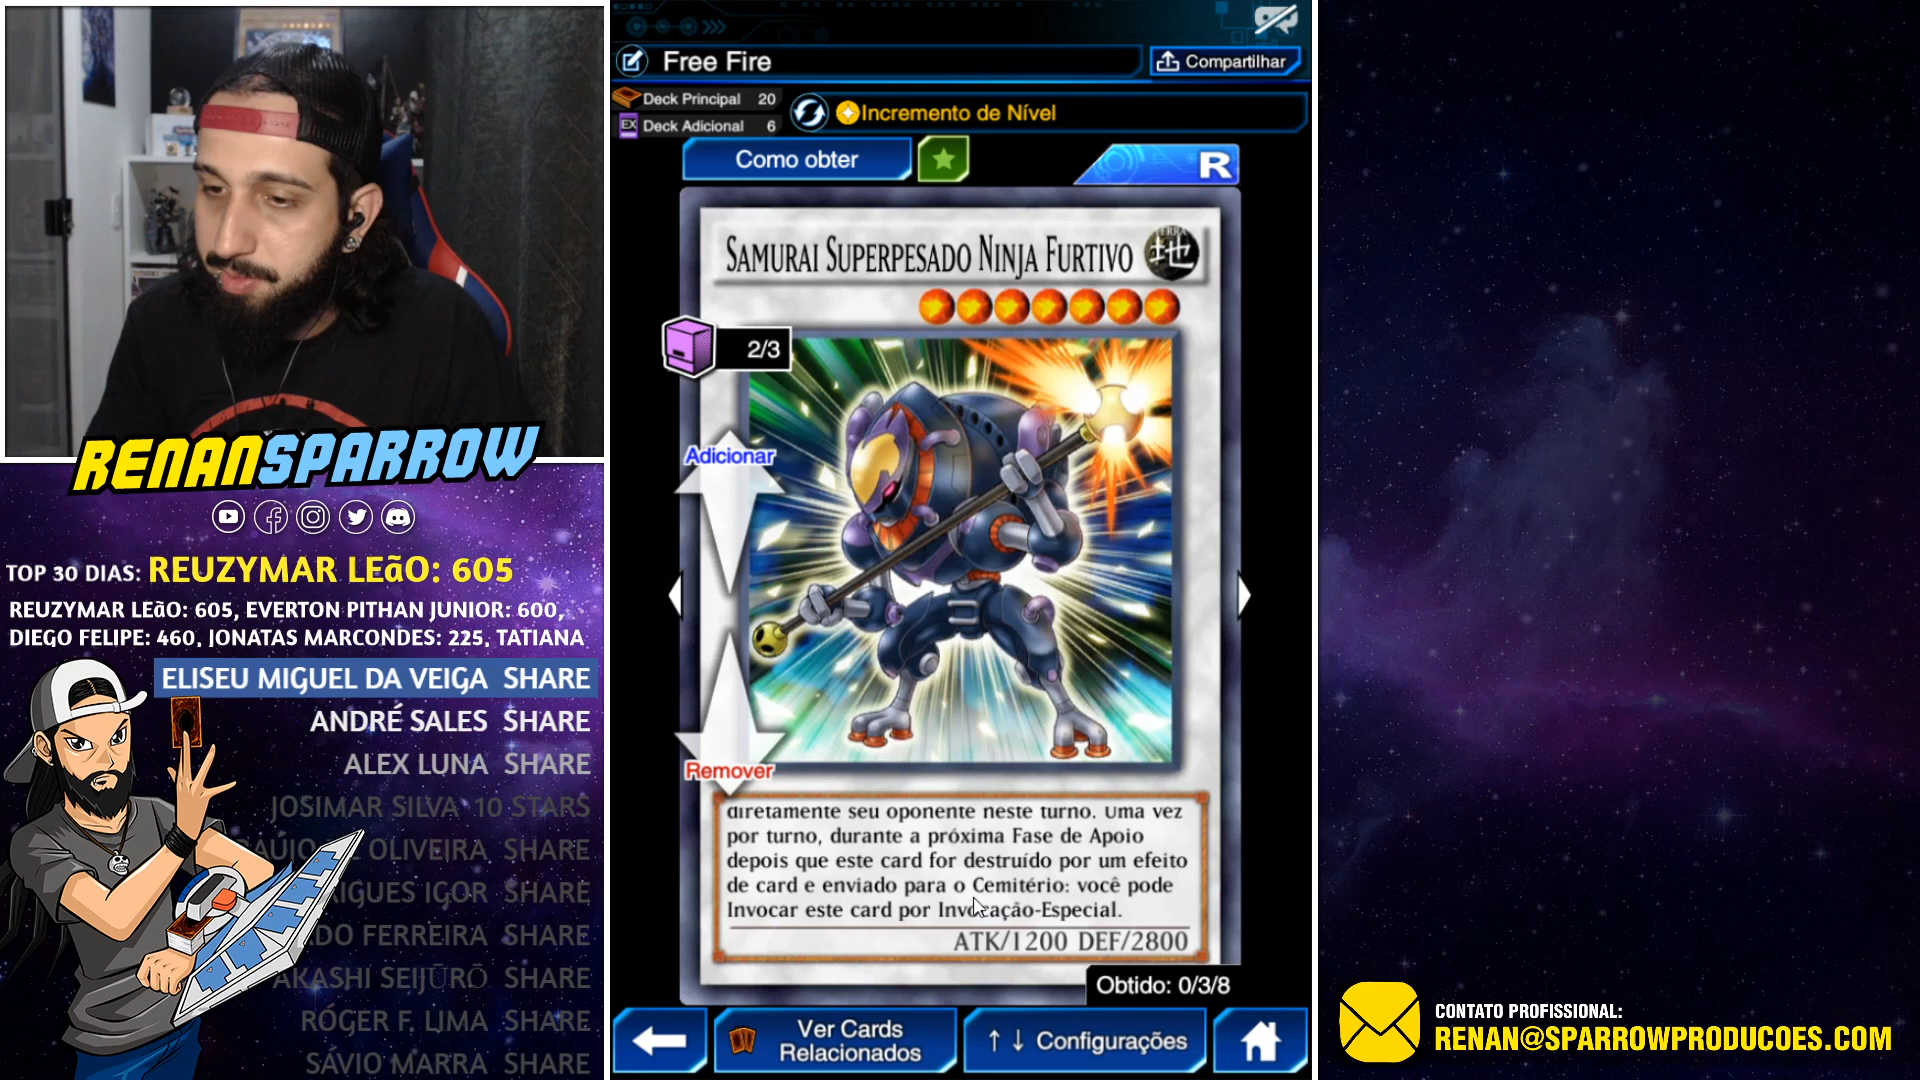 RENANSPARROW
TOP 30 DIAS: REUZYMAR LEãO: 605
REUZYMAR LEãO: 605, EVERTON PITHAN JUNIOR: 600,
DIEGO FELIPE: 460, JONATAS MARCONDES: 225, TATIANA
ELISEU MIGUEL DA VEIGA SHARE
ANDRÉ SALES SHARE
ALEX LUNA SHARE
JOSIMAR SILVA 10 STARS
OLIVEIRA SHARE
IGOR SHARE
FERREIRA SHARE
AKASHI SEIJŪRŌ SHARE
RÓGER F. LIMA SHARE
SÁVIO MARRA SHARE
Free Fire
Compartilhar
Deck Principal 20
EX Deck Adicional 6
Incremento de Nível
Como obter
R
SAMURAI SUPERPESADO NINJA FURTIVO
TERRA
地
2/3
Adicionar
Remover
diretamente seu oponente neste turno. Uma vez
por turno, durante a próxima Fase de Apoio
depois que este card for destruído por um efeito
de card e enviado para o Cemitério: você pode
Invocar este card por Invocação-Especial.
ATK/1200 DEF/2800
Obtido: 0/3/8
Ver Cards
Relacionados
↑↓ Configurações
CONTATO PROFISSIONAL:
RENAN@SPARROWPRODUCOES.COM